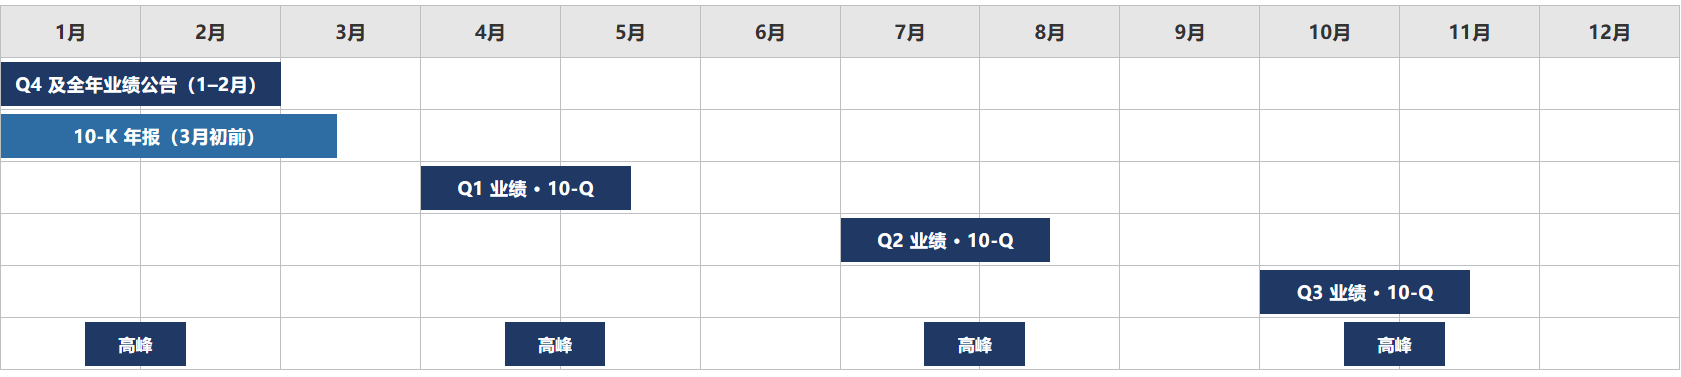 1月 2月 3月 4月 5月 6月 7月 8月 9月 10月 11月 12月
Q4 及全年业绩公告（1–2月）
10-K 年报（3月初前）
Q1 业绩・10-Q
Q2 业绩・10-Q
Q3 业绩・10-Q
高峰 高峰 高峰 高峰